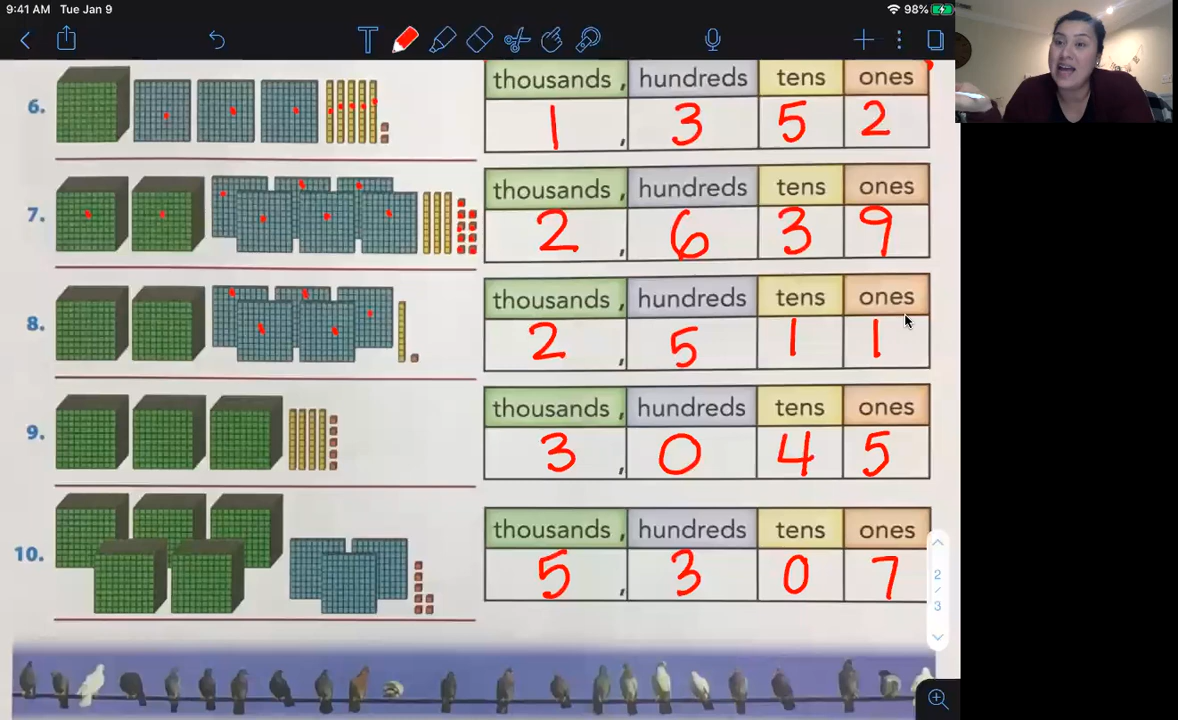 9:41 AM Tue Jan 9 98%
T
6. thousands, hundreds tens ones
1, 3 5 2
7. thousands, hundreds tens ones
2, 6 3 9
8. thousands, hundreds tens ones
2, 5 1 1
9. thousands, hundreds tens ones
3, 0 4 5
10. thousands, hundreds tens ones
5, 3 0 7
2
/
3